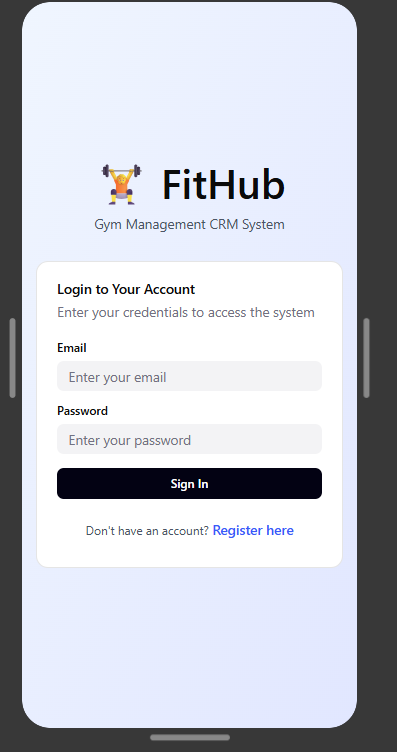 FitHub
Gym Management CRM System
Login to Your Account
Enter your credentials to access the system
Email
Enter your email
Password
Enter your password
Sign In
Don't have an account? Register here